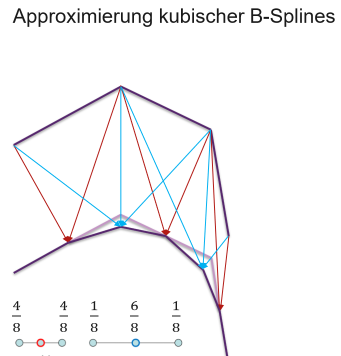 Approximierung kubischer B-Splines
4/8 4/8 1/8 6/8 1/8